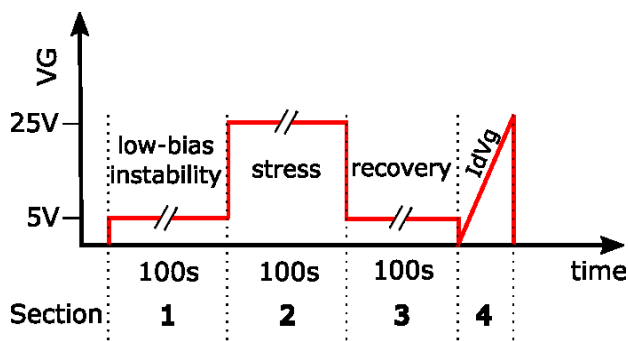 VG
25V
5V
low-bias
instability
stress
recovery
IdVg
100s 100s 100s time
Section 1 2 3 4